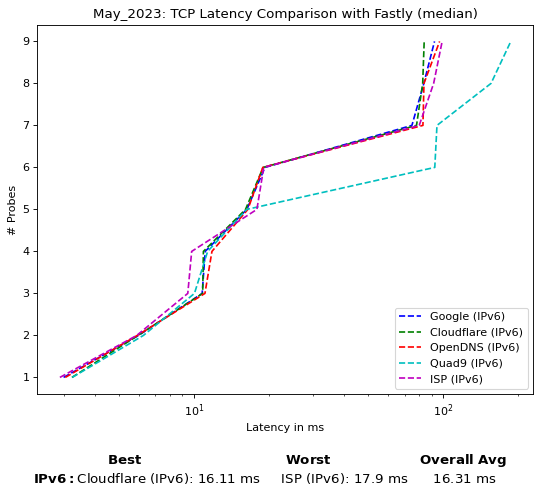 May_2023: TCP Latency Comparison with Fastly (median)
9
8
7
6
5
4
3
2
1
# Probes
Google (IPv6)
Cloudflare (IPv6)
OpenDNS (IPv6)
Quad9 (IPv6)
ISP (IPv6)
10¹ 10²
Latency in ms
Best Worst Overall Avg
IPv6: Cloudflare (IPv6): 16.11 ms ISP (IPv6): 17.9 ms 16.31 ms